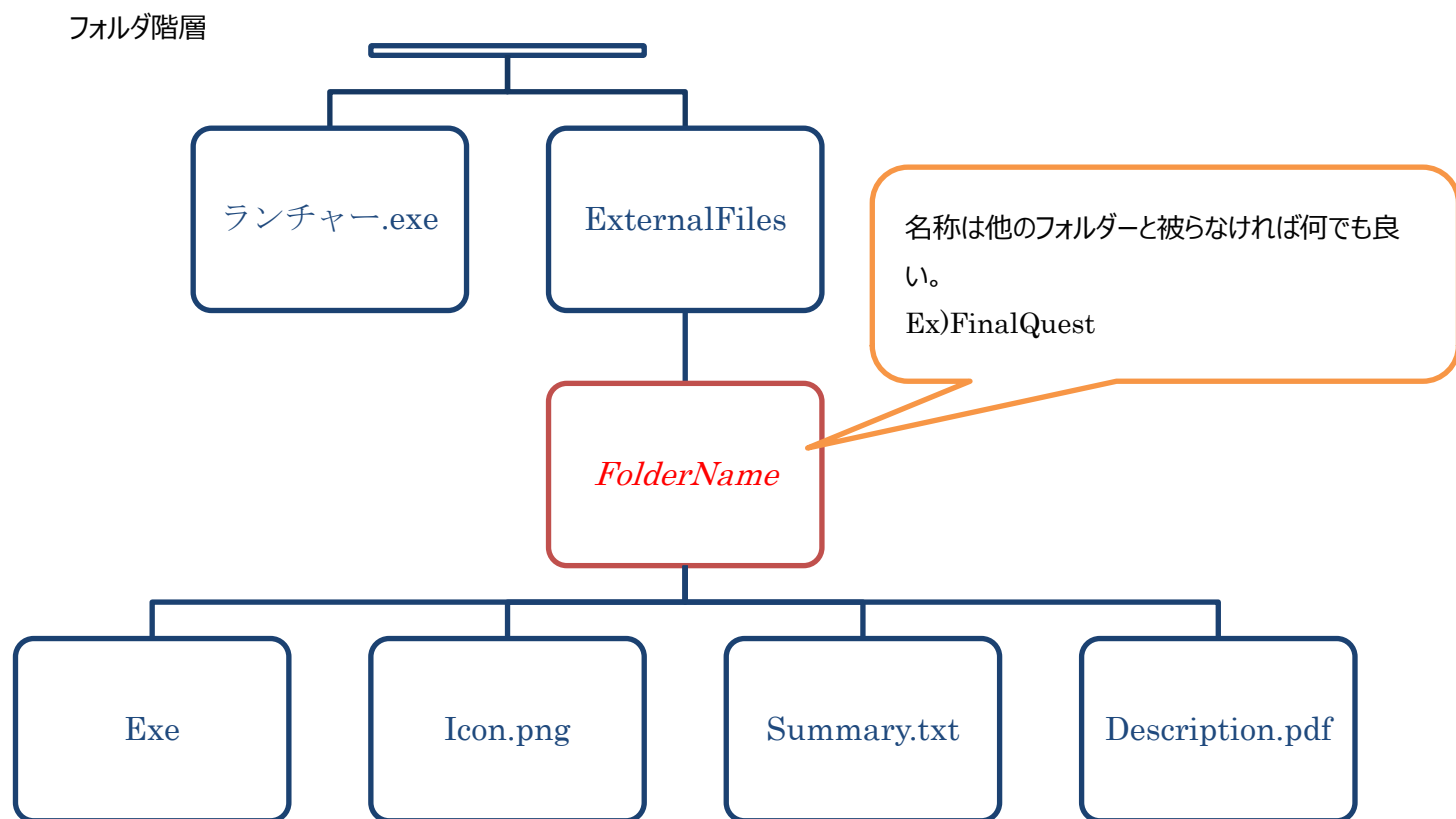 フォルダ階層
ランチャー.exe
ExternalFiles
名称は他のフォルダーと被らなければ何でも良
い。
Ex)FinalQuest
FolderName
Exe
Icon.png
Summary.txt
Description.pdf